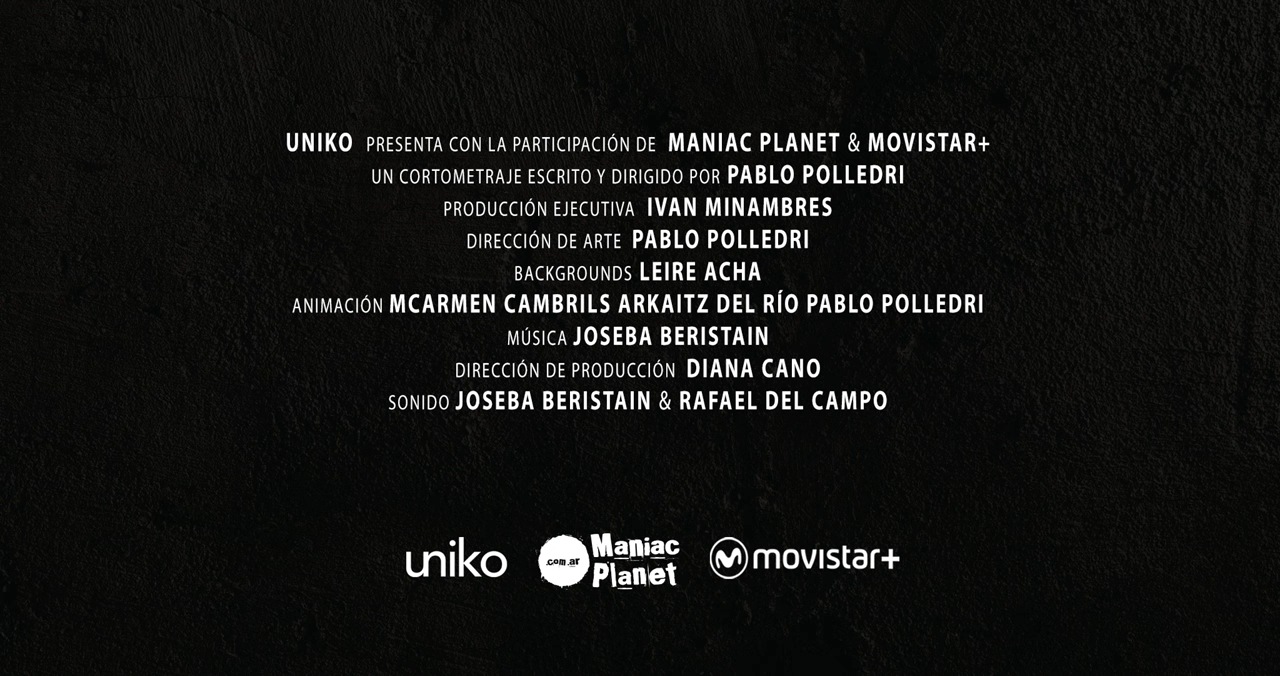 UNIKO PRESENTA CON LA PARTICIPACIÓN DE MANIAC PLANET & MOVISTAR+
UN CORTOMETRAJE ESCRITO Y DIRIGIDO POR PABLO POLLEDRI
PRODUCCIÓN EJECUTIVA IVAN MINAMBRES
DIRECCIÓN DE ARTE PABLO POLLEDRI
BACKGROUNDS LEIRE ACHA
ANIMACIÓN MCARMEN CAMBRILS ARKAITZ DEL RÍO PABLO POLLEDRI
MÚSICA JOSEBA BERISTAIN
DIRECCIÓN DE PRODUCCIÓN DIANA CANO
SONIDO JOSEBA BERISTAIN & RAFAEL DEL CAMPO
uniko
.com.ar
Maniac
Planet
movistar+